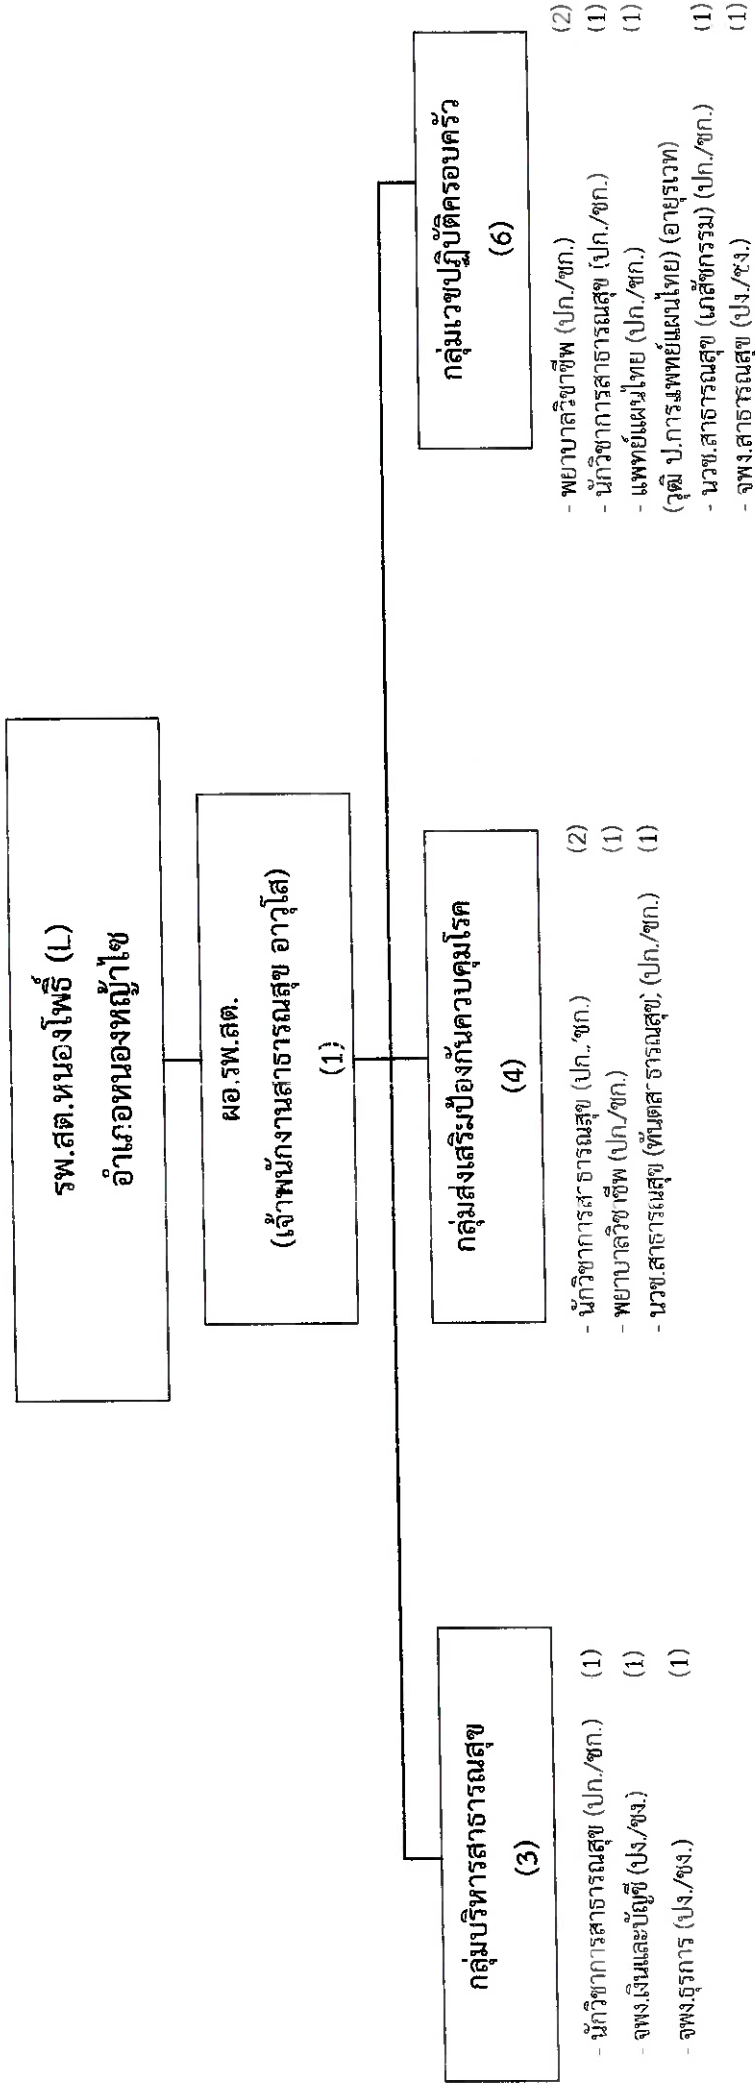 รพ.สต.หนองโพธิ์ (L)
อำเภอหนองหญ้าไซ
ผอ.รพ.สต.
(เจ้าพนักงานสาธารณสุข อาวุโส)
(1)
กลุ่มบริหารสาธารณสุข
(3)
- นักวิชาการสาธารณสุข (ปก./ชก.) (1)
- จพง.เงินและบัญชี (ปง./ชง.) (1)
- จพง.ธุรการ (ปง./ชง.) (1)
กลุ่มส่งเสริมป้องกันควบคุมโรค
(4)
- นักวิชาการสาธารณสุข (ปก./ชก.) (2)
- พยาบาลวิชาชีพ (ปก./ชก.) (1)
- นวช.สาธารณสุข (ทันตสาธารณสุข) (ปก./ชก.) (1)
กลุ่มเวชปฏิบัติครอบครัว
(6)
- พยาบาลวิชาชีพ (ปก./ชก.) (2)
- นักวิชาการสาธารณสุข (ปก./ชก.) (1)
- แพทย์แผนไทย (ปก./ชก.) (1)
(วุฒิ ป.การแพทย์แผนไทย) (อายุรเวท)
- นวช.สาธารณสุข (เภสัชกรรม) (ปก./ชก.) (1)
- จพง.สาธารณสุข (ปง./ชง.) (1)